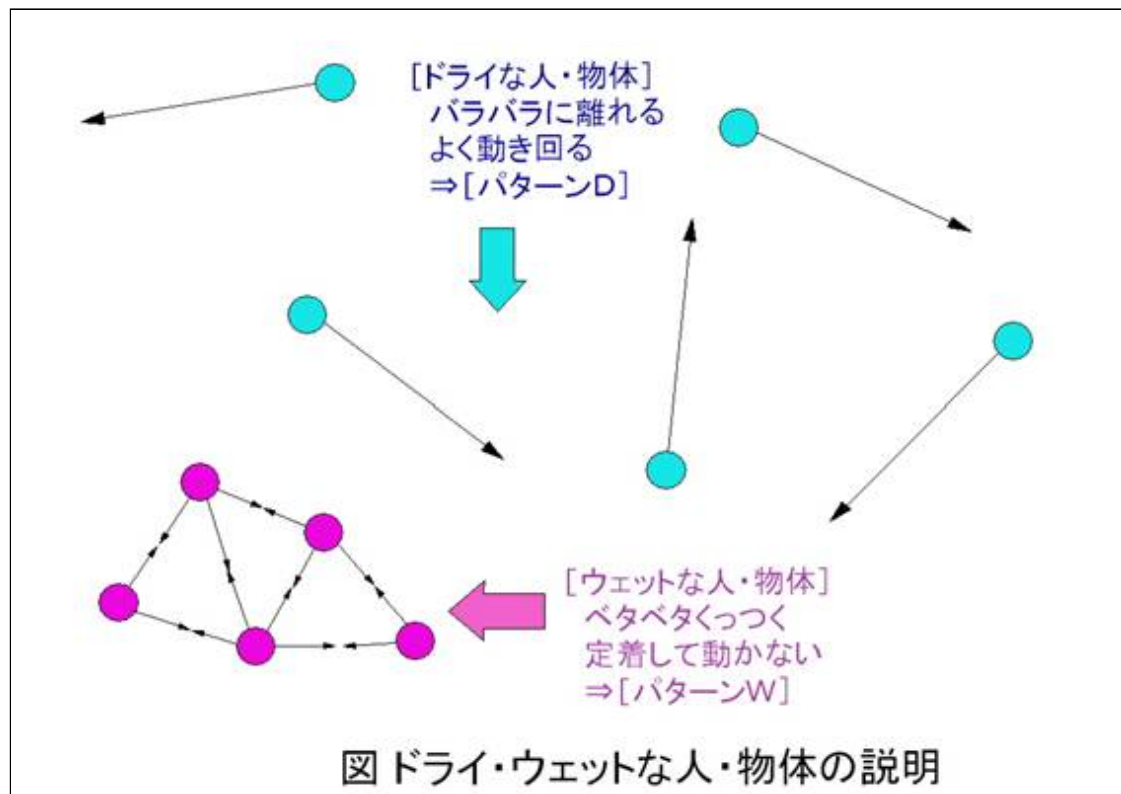 [ドライな人・物体]
バラバラに離れる
よく動き回る
⇒[パターンD]
[ウェットな人・物体]
ベタベタくっつく
定着して動かない
⇒[パターンW]
図 ドライ・ウェットな人・物体の説明